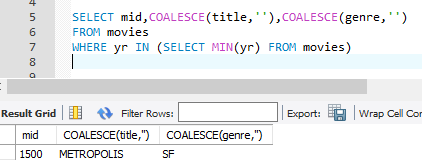 4
5
SELECT mid,COALESCE(title,''),COALESCE(genre,'')
6
FROM movies
7
WHERE yr IN (SELECT MIN(yr) FROM movies)
8
Result Grid Filter Rows: Export: Wrap Cell Con
mid COALESCE(title,'') COALESCE(genre,'')
1500 METROPOLIS SF